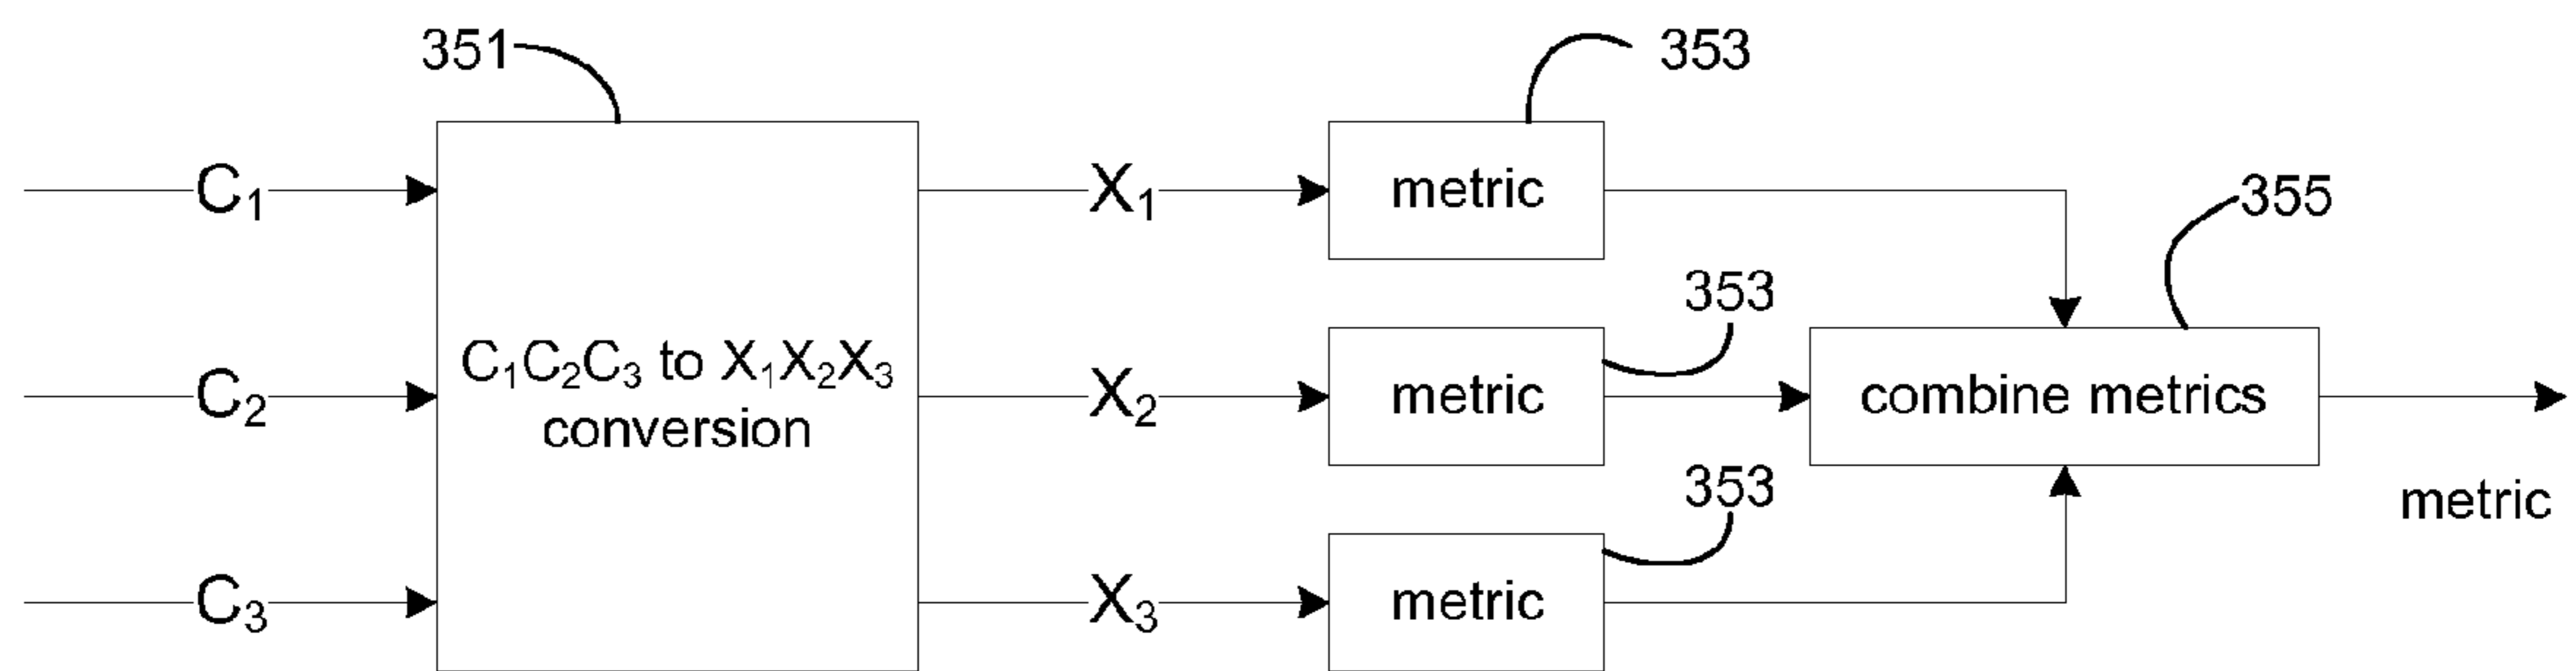 351
353
C₁
X₁
metric
355
353
C₁C₂C₃ to X₁X₂X₃
conversion
C₂
X₂
metric
combine metrics
353
metric
C₃
X₃
metric